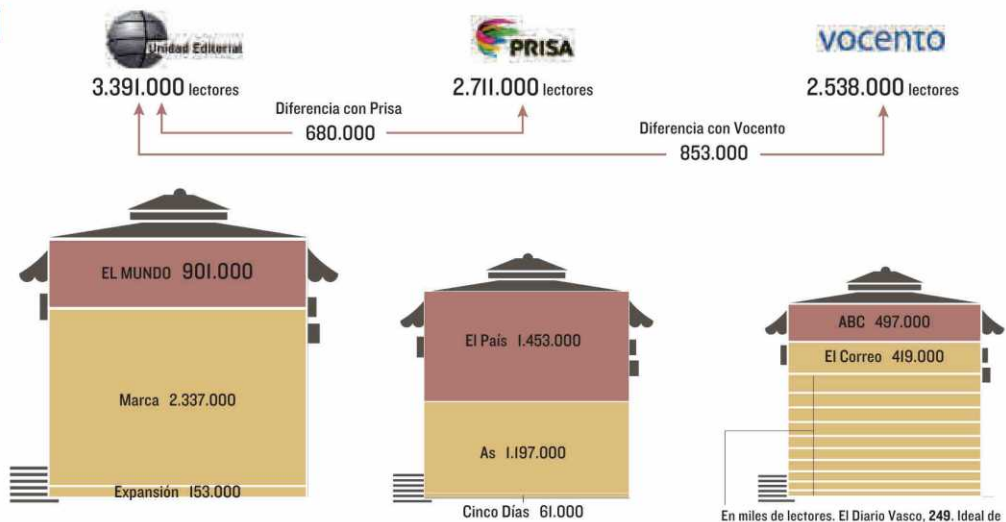 Unidad Editorial
PRISA
vocento
3.391.000 lectores
2.711.000 lectores
2.538.000 lectores
Diferencia con Prisa
680.000
Diferencia con Vocento
853.000
EL MUNDO 901.000
Marca 2.337.000
Expansión 153.000
El País 1.453.000
As 1.197.000
Cinco Días 61.000
ABC 497.000
El Correo 419.000
En miles de lectores. El Diario Vasco, 249. Ideal de